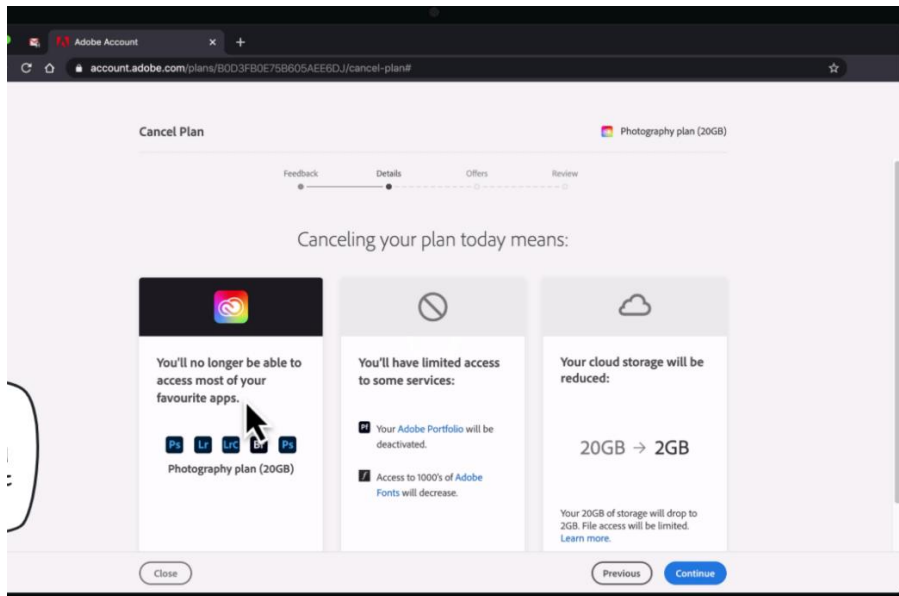 Adobe Account
account.adobe.com/plans/B0D3FB0E75B605AEE6DJ/cancel-plan#
Cancel Plan
Photography plan (20GB)
Feedback Details Offers Review
Canceling your plan today means:
You'll no longer be able to
access most of your
favourite apps.
Ps Lr LrC Br Ps
Photography plan (20GB)
You'll have limited access
to some services:
Pf Your Adobe Portfolio will be
deactivated.
f Access to 1000's of Adobe
Fonts will decrease.
Your cloud storage will be
reduced:
20GB → 2GB
Your 20GB of storage will drop to
2GB. File access will be limited.
Learn more.
Close
Previous
Continue